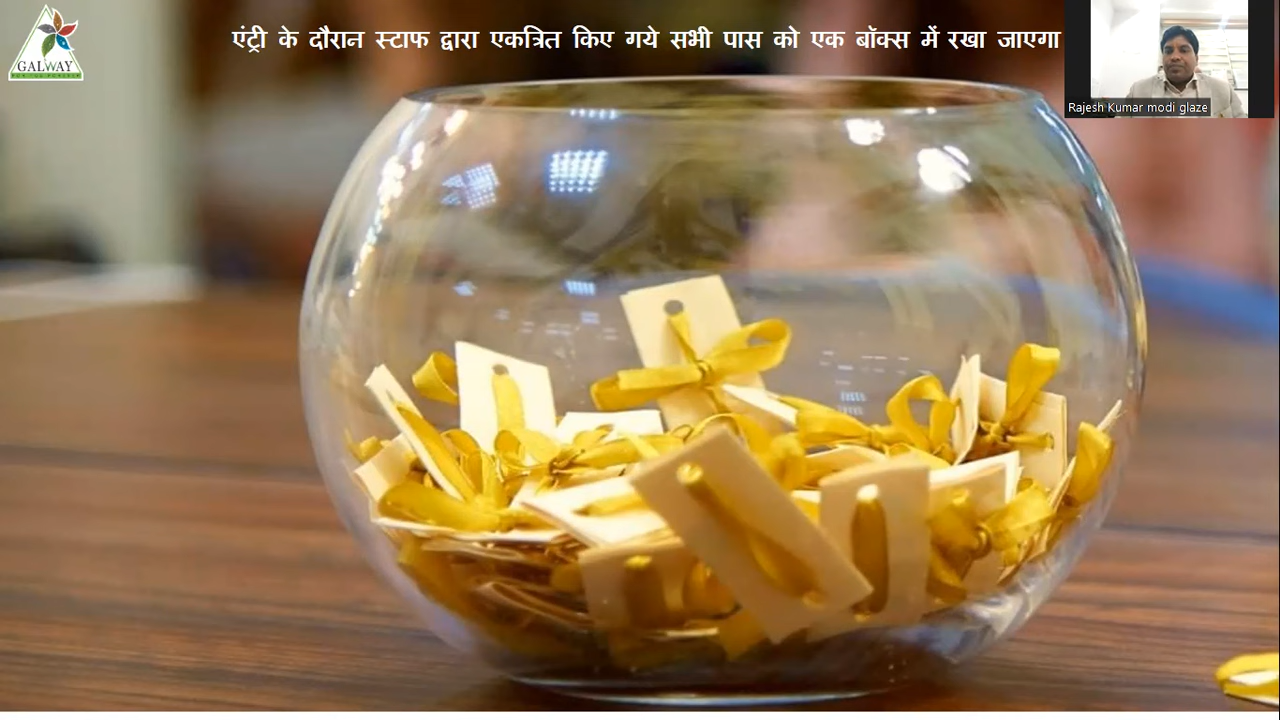 एंट्री के दौरान स्टाफ द्वारा एकत्रित किए गये सभी पास को एक बॉक्स में रखा जाएगा
GALWAY
Rajesh Kumar modi glaze